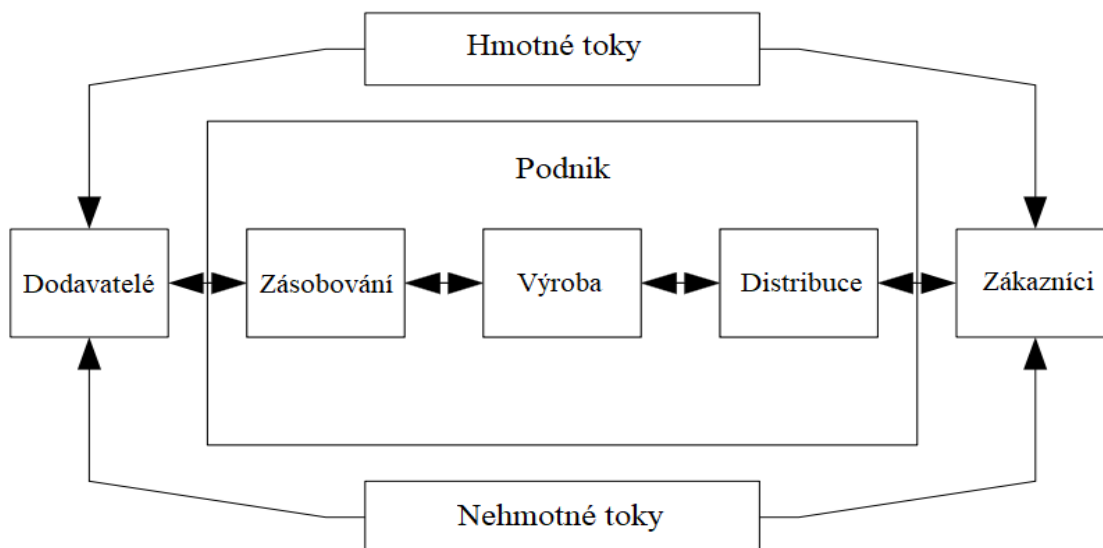 Hmotné toky
Podnik
Dodavatelé
Zásobování
Výroba
Distribuce
Zákazníci
Nehmotné toky